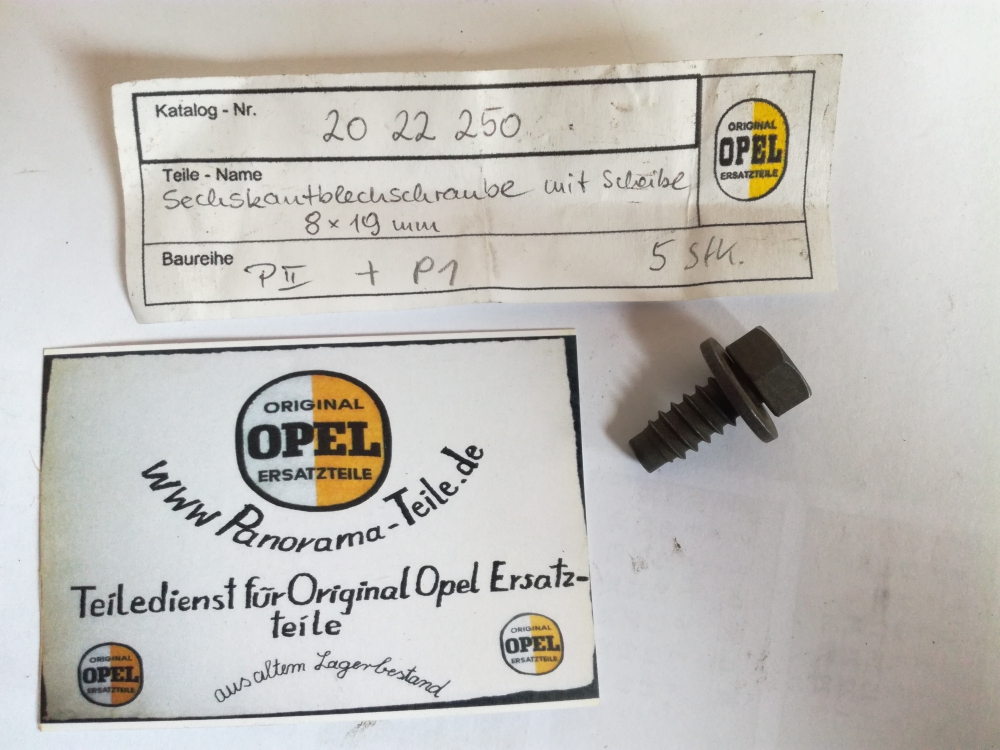 Katalog - Nr. 20 22 250
ORIGINAL
OPEL
ERSATZTEILE
Teile - Name
Sechskantblechschraube mit Scheibe
8 x 19 mm
Baureihe PII + P1 5 Stk.
ORIGINAL
OPEL
ERSATZTEILE
www Panorama-Teile.de
Teiledienst für Original Opel Ersatz-
teile
aus altem Lagerbestand
ORIGINAL
OPEL
ERSATZTEILE
ORIGINAL
OPEL
ERSATZTEILE